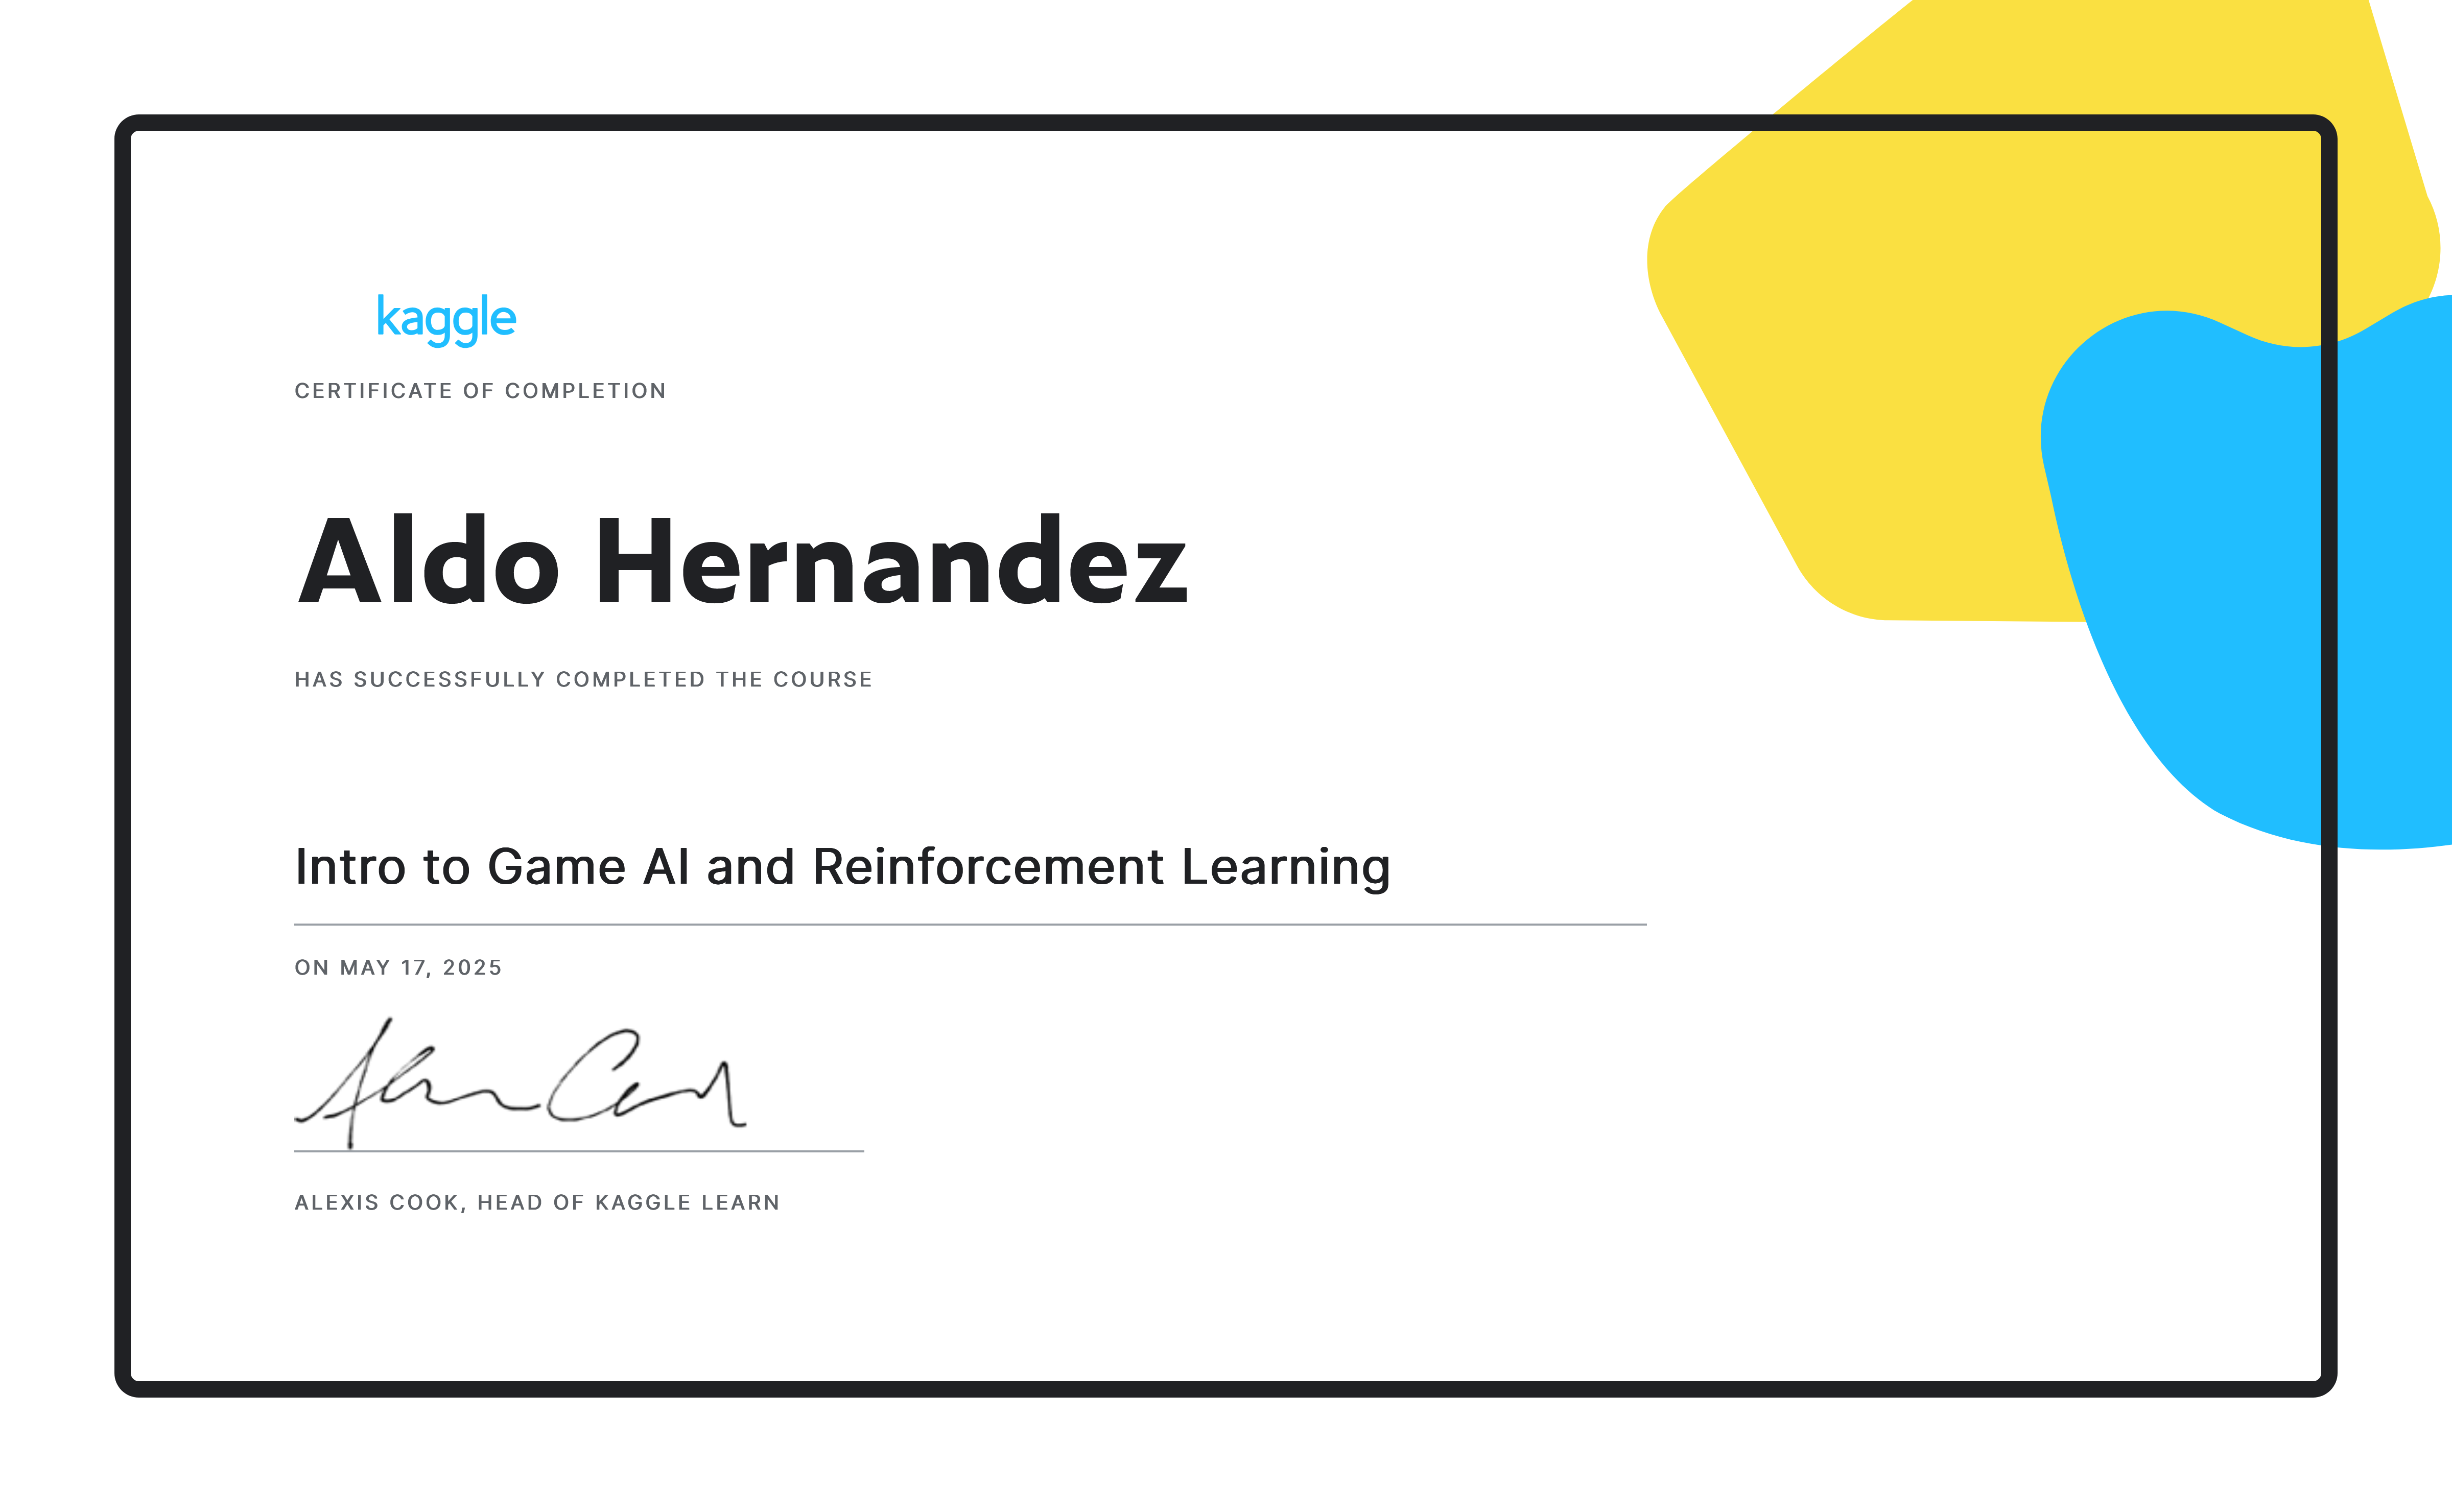 kaggle
CERTIFICATE OF COMPLETION
Aldo Hernandez
HAS SUCCESSFULLY COMPLETED THE COURSE
Intro to Game AI and Reinforcement Learning
ON MAY 17, 2025
ALEXIS COOK, HEAD OF KAGGLE LEARN